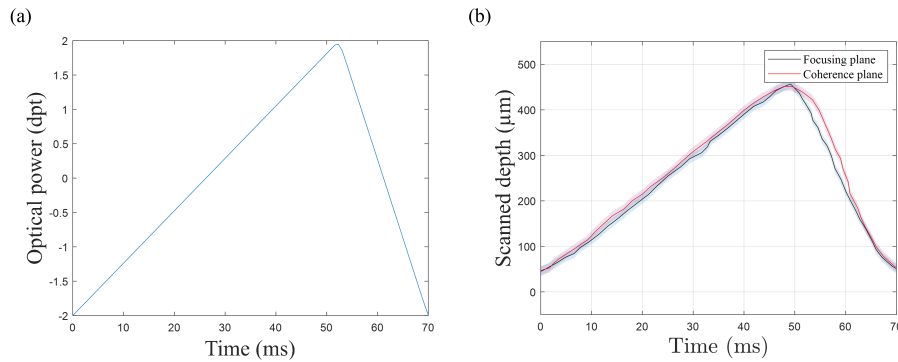 (a)
(b)
Optical power (dpt)
2
1.5
1
0.5
0
-0.5
-1
-1.5
-2
0 10 20 30 40 50 60 70
Time (ms)
Scanned depth (μm)
500
400
300
200
100
0
0 10 20 30 40 50 60 70
Time (ms)
Focusing plane
Coherence plane